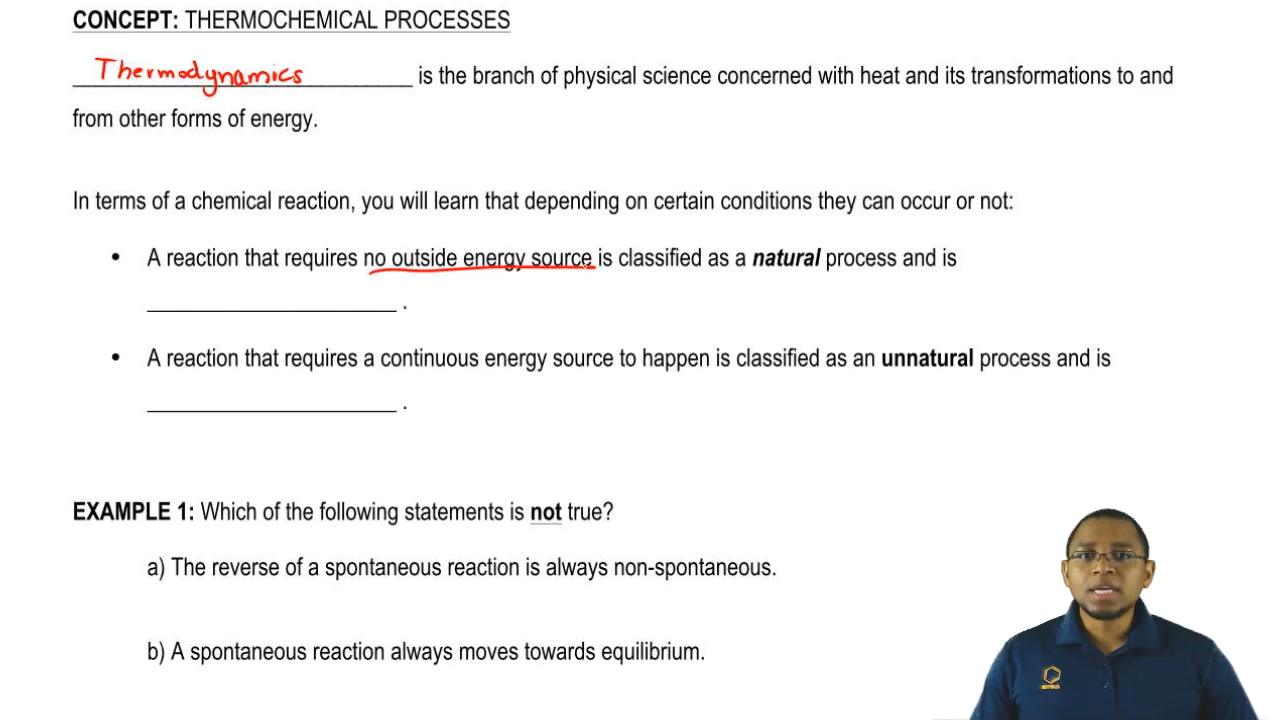 CONCEPT: THERMOCHEMICAL PROCESSES
Thermodynamics is the branch of physical science concerned with heat and its transformations to and
from other forms of energy.
In terms of a chemical reaction, you will learn that depending on certain conditions they can occur or not:
• A reaction that requires no outside energy source is classified as a natural process and is
____________________ .
• A reaction that requires a continuous energy source to happen is classified as an unnatural process and is
____________________ .
EXAMPLE 1: Which of the following statements is not true?
a) The reverse of a spontaneous reaction is always non-spontaneous.
b) A spontaneous reaction always moves towards equilibrium.